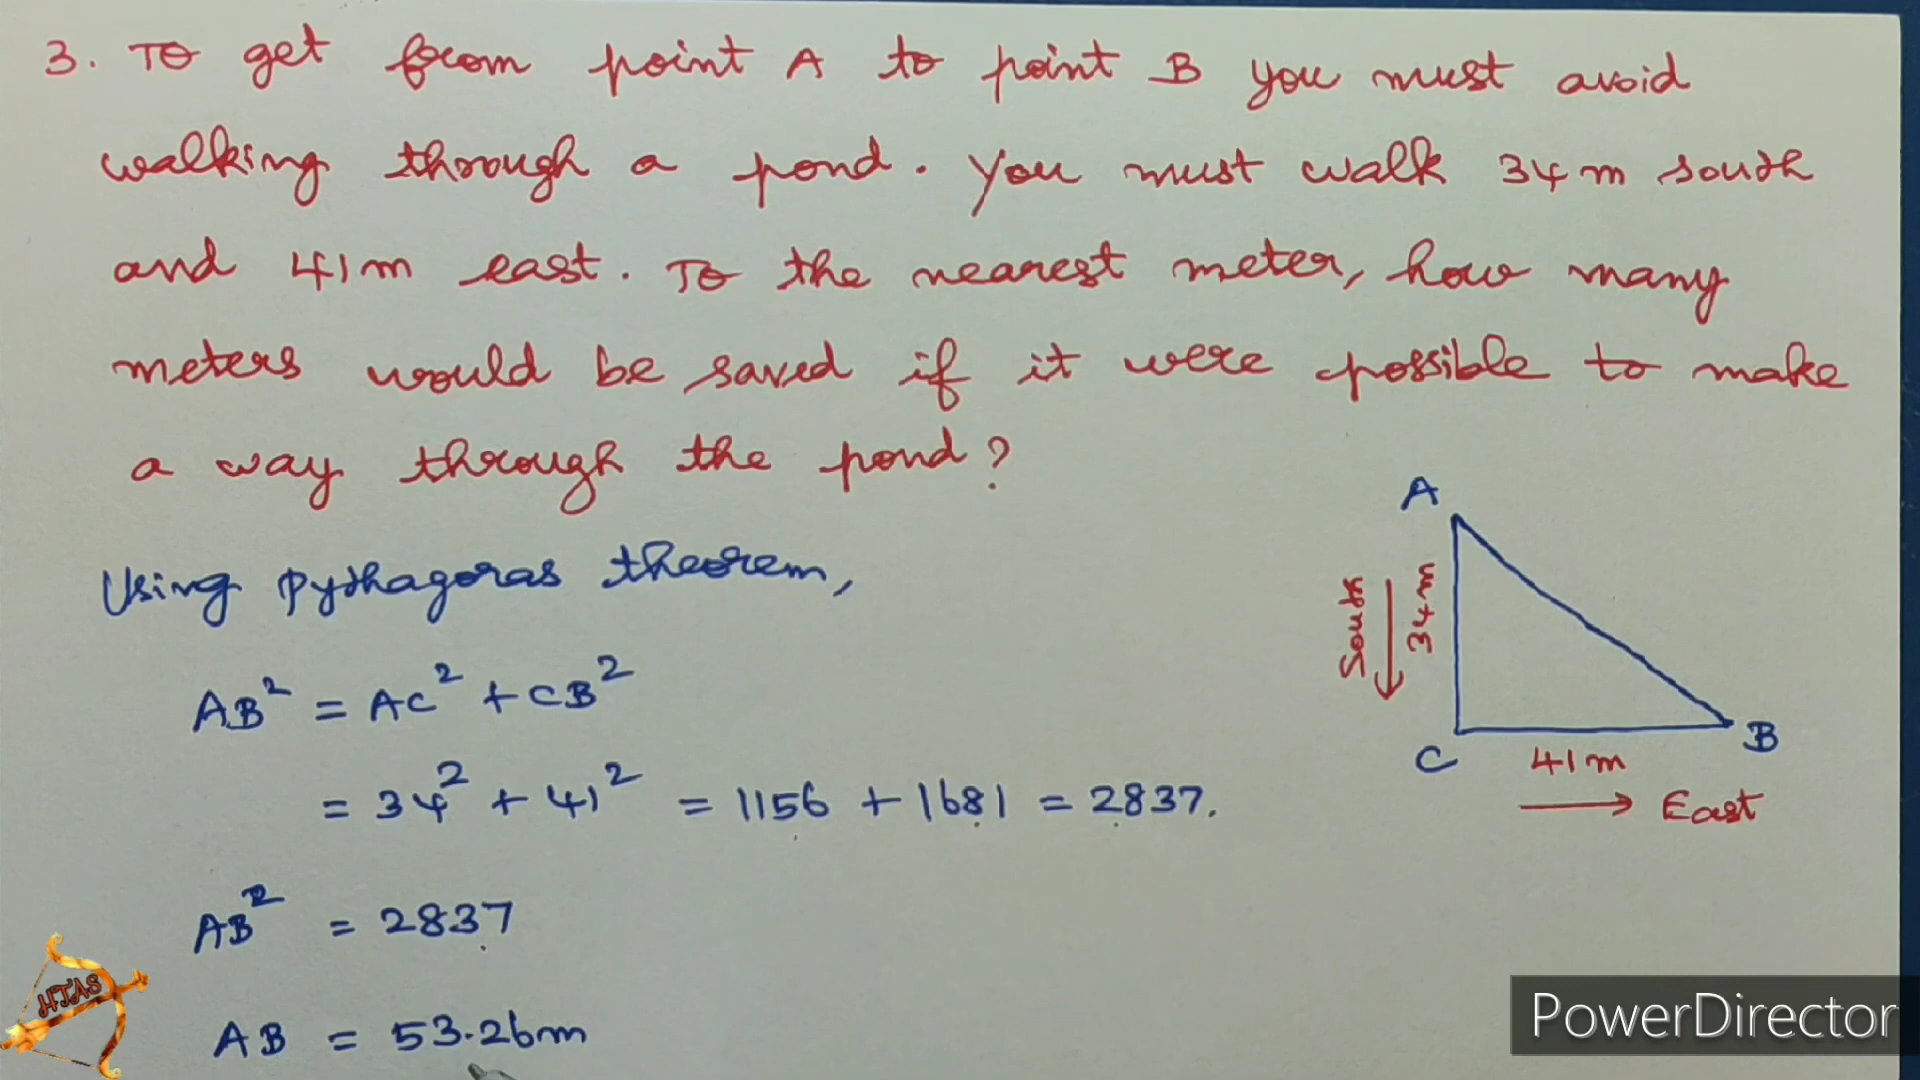 3. To get from point A to point B you must avoid
walking through a pond. You must walk 34m south
and 41m east. To the nearest meter, how many
meters would be saved if it were possible to make
a way through the pond?
Using Pythagoras theorem,
AB² = AC² + CB²
= 34² + 41² = 1156 + 1681 = 2837.
AB² = 2837
AB = 53.26m
A
South
34m
C
B
41m
East
HTAS
PowerDirector